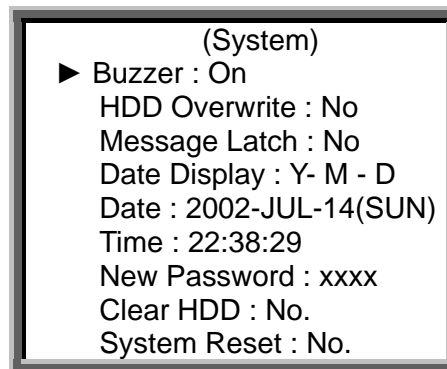 (System)
► Buzzer : On
HDD Overwrite : No
Message Latch : No
Date Display : Y- M - D
Date : 2002-JUL-14(SUN)
Time : 22:38:29
New Password : xxxx
Clear HDD : No.
System Reset : No.